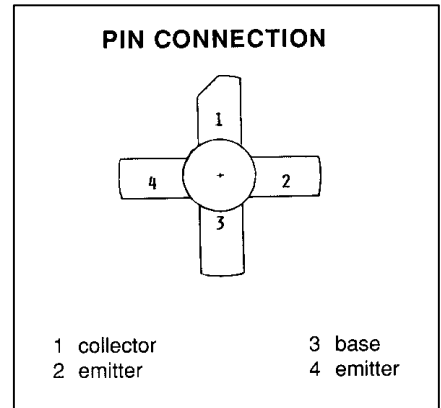 PIN CONNECTION
1
4
2
3
1 collector
3 base
2 emitter
4 emitter